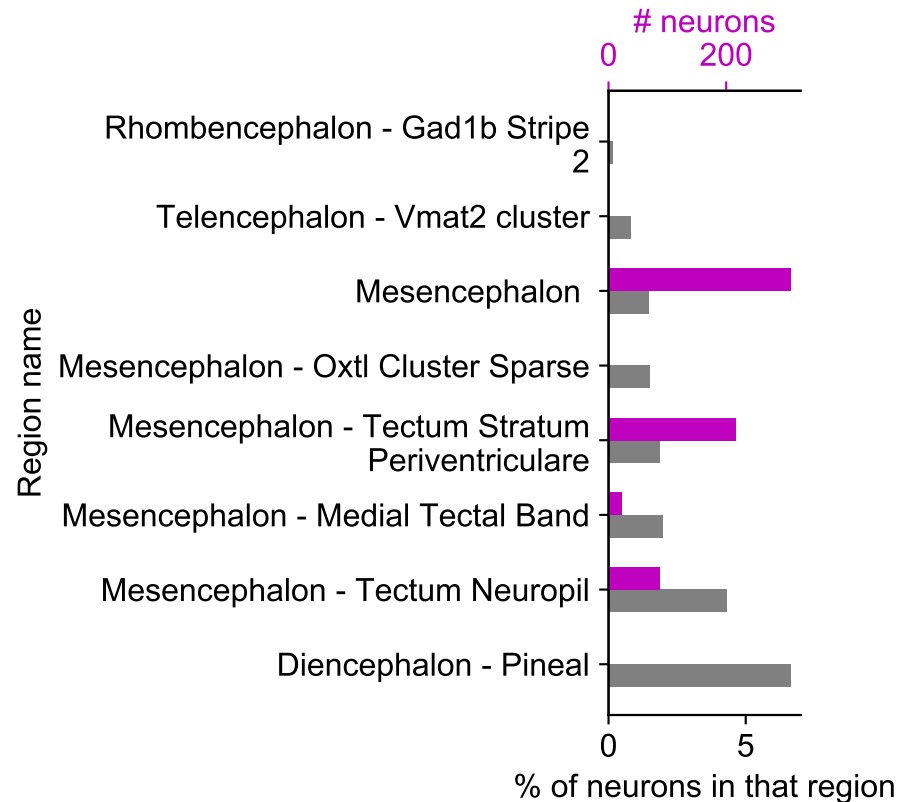 # neurons
0 200
Rhombencephalon - Gad1b Stripe
2
Telencephalon - Vmat2 cluster
Mesencephalon
Mesencephalon - Oxtl Cluster Sparse
Mesencephalon - Tectum Stratum
Periventriculare
Mesencephalon - Medial Tectal Band
Mesencephalon - Tectum Neuropil
Diencephalon - Pineal
Region name
0 5
% of neurons in that region